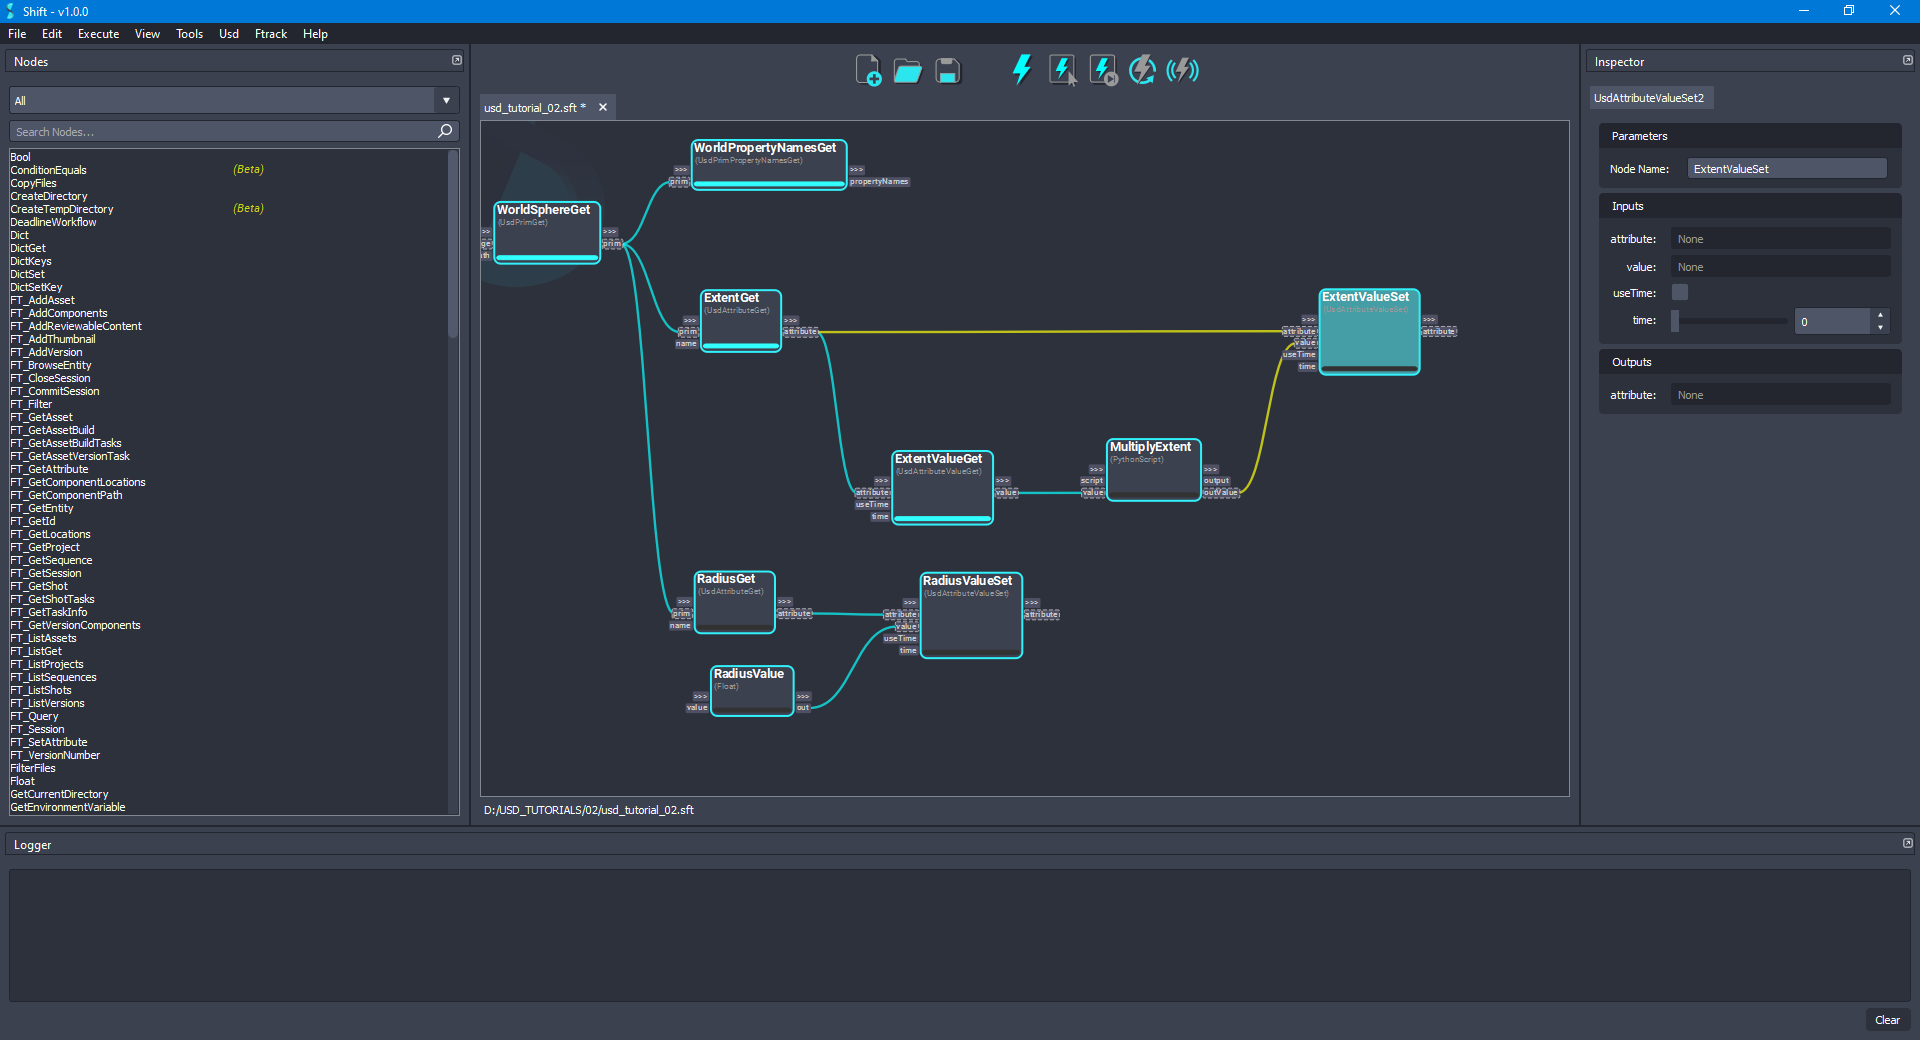 Shift - v1.0.0
File Edit Execute View Tools Usd Ftrack Help
Nodes
All
Search Nodes...
Bool
ConditionEquals (Beta)
CopyFiles
CreateDirectory
CreateTempDirectory (Beta)
DeadlineWorkflow
Dict
DictGet
DictKeys
DictSet
DictSetKey
FT_AddAsset
FT_AddComponents
FT_AddReviewableContent
FT_AddThumbnail
FT_AddVersion
FT_BrowseEntity
FT_CloseSession
FT_CommitSession
FT_Filter
FT_GetAsset
FT_GetAssetBuild
FT_GetAssetBuildTasks
FT_GetAssetVersionTask
FT_GetAttribute
FT_GetComponentLocations
FT_GetComponentPath
FT_GetEntity
FT_GetId
FT_GetLocations
FT_GetProject
FT_GetSequence
FT_GetSession
FT_GetShot
FT_GetShotTasks
FT_GetTaskInfo
FT_GetVersionComponents
FT_ListAssets
FT_ListGet
FT_ListProjects
FT_ListSequences
FT_ListShots
FT_ListVersions
FT_Query
FT_Session
FT_SetAttribute
FT_VersionNumber
FilterFiles
Float
GetCurrentDirectory
GetEnvironmentVariable
usd_tutorial_02.sft *
WorldPropertyNamesGet
(UsdPrimPropertyNamesGet)
>>> >>>
prim propertyNames
WorldSphereGet
(UsdPrimGet)
>> >>>
ge prim
th
ExtentGet
(UsdAttributeGet)
>>> >>>
prim attribute
name
ExtentValueSet
(UsdAttributeValueSet)
>>> >>>
attribute attribute
value
useTime
time
ExtentValueGet
(UsdAttributeValueGet)
>>> >>>
attribute value
useTime
time
MultiplyExtent
(PythonScript)
>>> >>>
script output
value outValue
RadiusGet
(UsdAttributeGet)
>>> >>>
prim attribute
name
RadiusValueSet
(UsdAttributeValueSet)
>>> >>>
attribute attribute
value
useTime
time
RadiusValue
(Float)
>>> >>>
value out
D:/USD_TUTORIALS/02/usd_tutorial_02.sft
Inspector
UsdAttributeValueSet2
Parameters
Node Name: ExtentValueSet
Inputs
attribute: None
value: None
useTime:
time: 0
Outputs
attribute: None
Logger
Clear